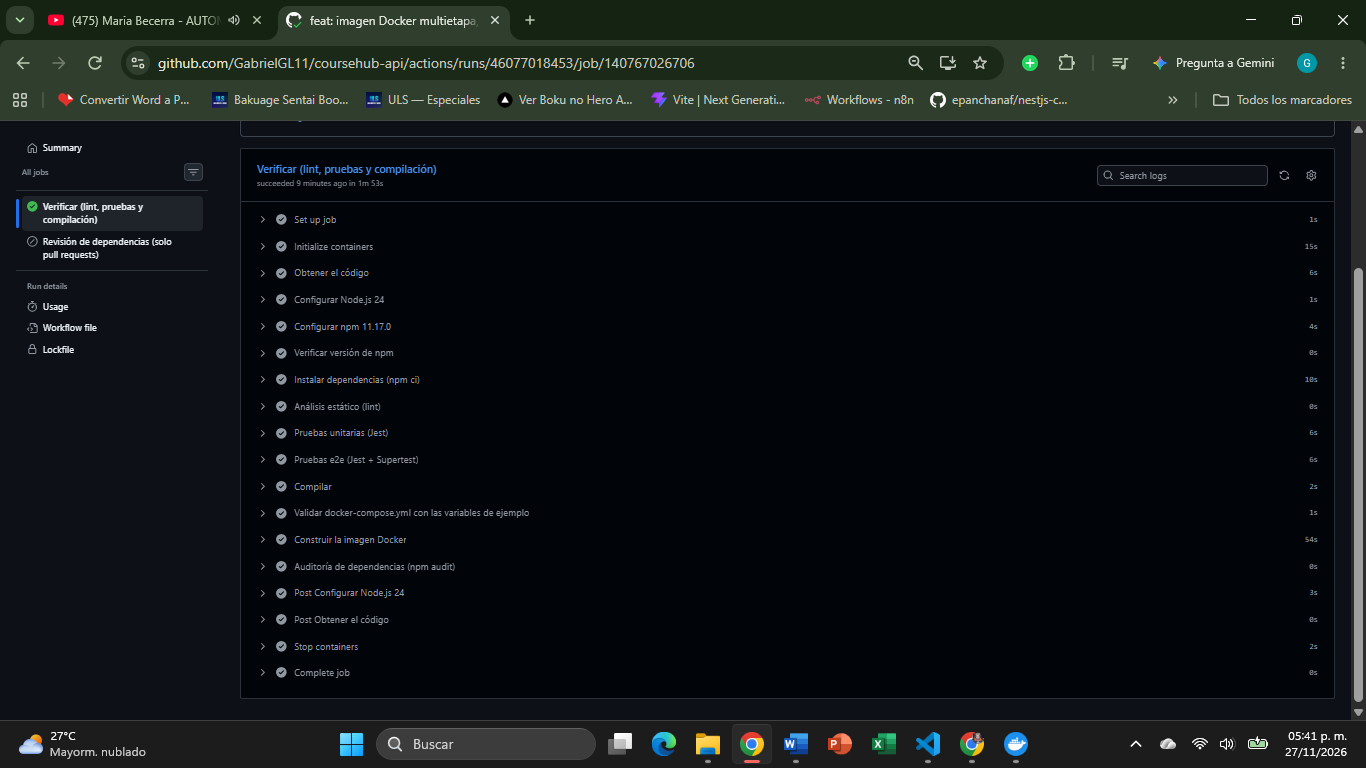 (475) Maria Becerra - AUTO
feat: imagen Docker multietapa,
github.com/GabrielGL11/coursehub-api/actions/runs/46077018453/job/140767026706
Pregunta a Gemini
G
Convertir Word a P...
Bakuage Sentai Boo...
ULS — Especiales
Ver Boku no Hero A...
Vite | Next Generati...
Workflows - n8n
epanchanaf/nestjs-c...
Todos los marcadores
Summary
All jobs
Verificar (lint, pruebas y
compilación)
Revisión de dependencias (solo
pull requests)
Run details
Usage
Workflow file
Lockfile
Verificar (lint, pruebas y compilación)
succeeded 9 minutes ago in 1m 53s
Search logs
Set up job 1s
Initialize containers 15s
Obtener el código 6s
Configurar Node.js 24 1s
Configurar npm 11.17.0 4s
Verificar versión de npm 0s
Instalar dependencias (npm ci) 10s
Análisis estático (lint) 0s
Pruebas unitarias (Jest) 6s
Pruebas e2e (Jest + Supertest) 6s
Compilar 2s
Validar docker-compose.yml con las variables de ejemplo 1s
Construir la imagen Docker 54s
Auditoría de dependencias (npm audit) 0s
Post Configurar Node.js 24 3s
Post Obtener el código 0s
Stop containers 2s
Complete job 0s
27°C
Mayorm. nublado
Buscar
05:41 p. m.
27/11/2026